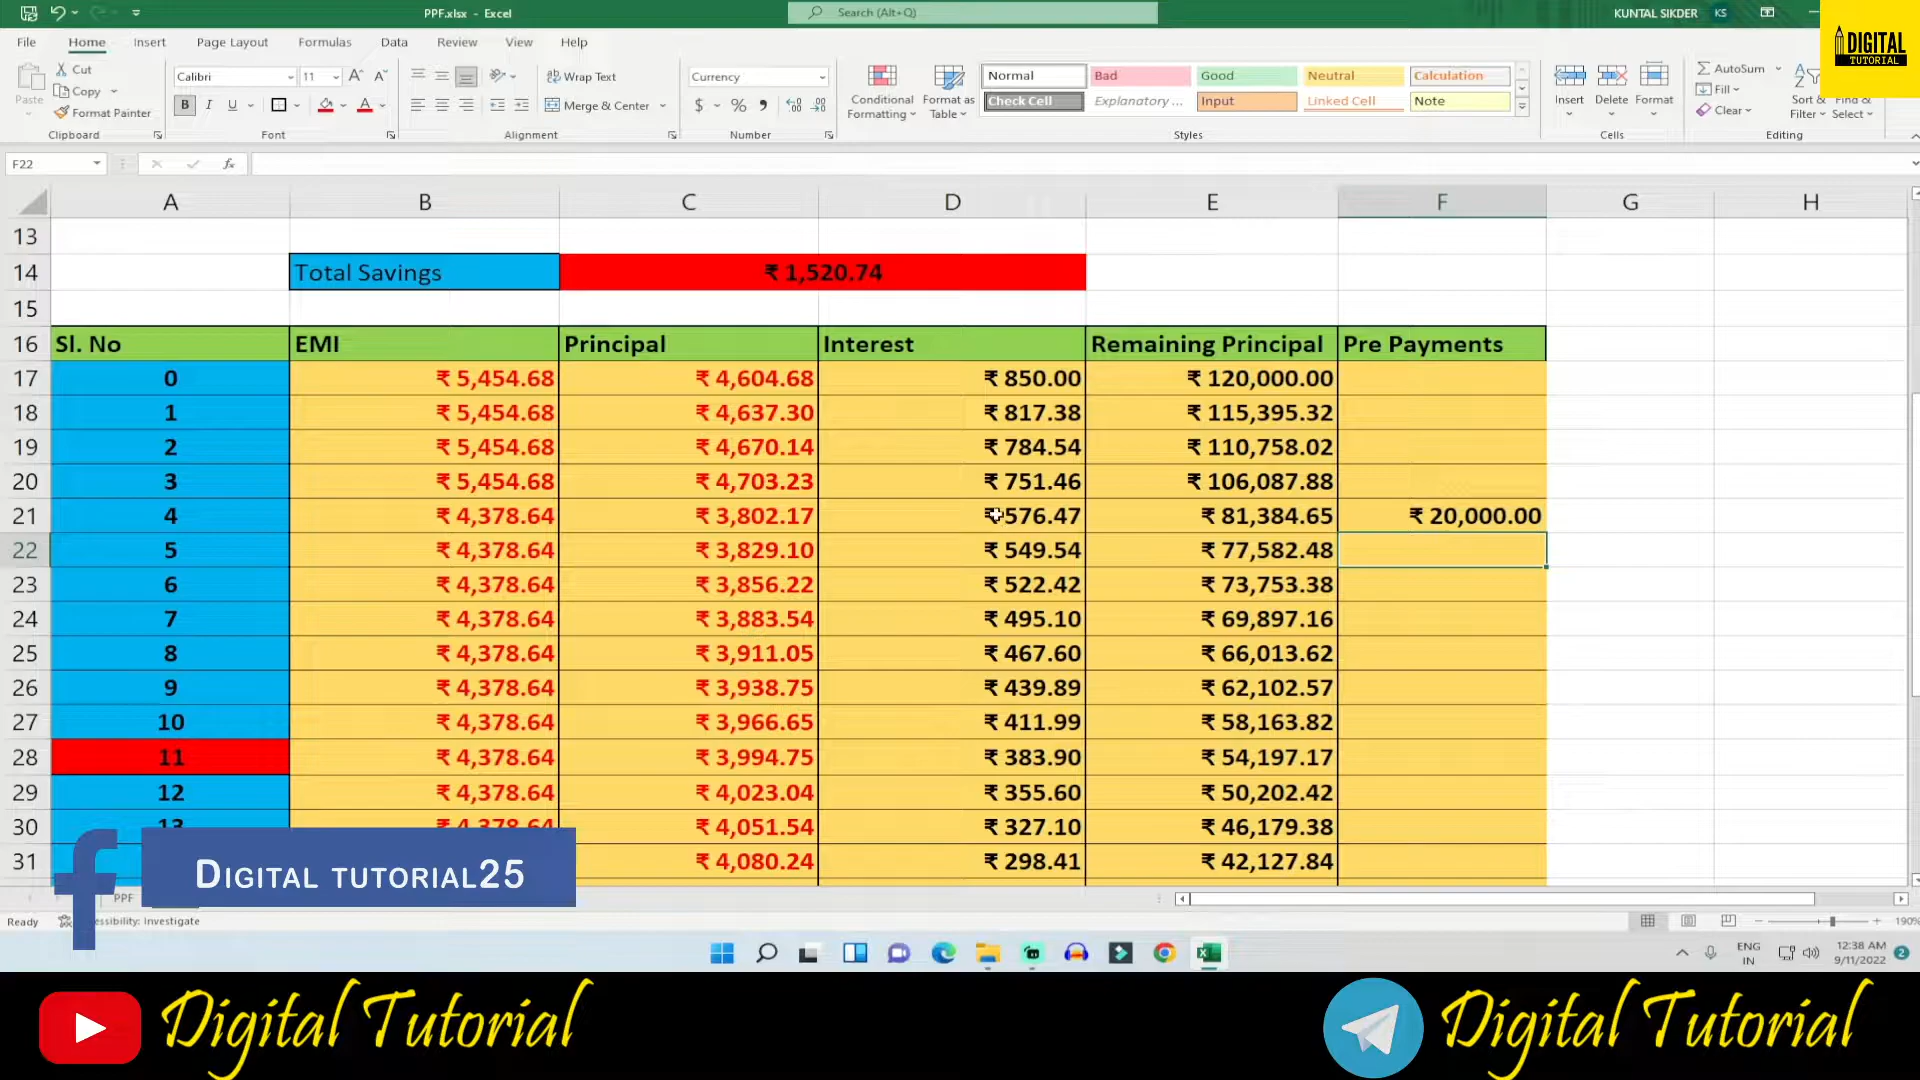 PPF.xlsx - Excel
Search (Alt+Q)
KUNTAL SIKDER KS
DIGITAL
TUTORIAL
File Home Insert Page Layout Formulas Data Review View Help
Paste
Cut
Copy
Format Painter
Clipboard
Calibri 11
B I U
Font
Wrap Text
Merge & Center
Alignment
Currency
$ % ,
Number
Conditional Formatting
Format as Table
Normal Bad Good Neutral Calculation
Check Cell Explanatory ... Input Linked Cell Note
Styles
Insert Delete Format
Cells
AutoSum
Fill
Clear
Sort & Filter
Find & Select
Editing
F22 fx
A B C D E F G H
13
14 Total Savings ₹ 1,520.74
15
16 Sl. No EMI Principal Interest Remaining Principal Pre Payments
17 0 ₹ 5,454.68 ₹ 4,604.68 ₹ 850.00 ₹ 120,000.00
18 1 ₹ 5,454.68 ₹ 4,637.30 ₹ 817.38 ₹ 115,395.32
19 2 ₹ 5,454.68 ₹ 4,670.14 ₹ 784.54 ₹ 110,758.02
20 3 ₹ 5,454.68 ₹ 4,703.23 ₹ 751.46 ₹ 106,087.88
21 4 ₹ 4,378.64 ₹ 3,802.17 ₹ 576.47 ₹ 81,384.65 ₹ 20,000.00
22 5 ₹ 4,378.64 ₹ 3,829.10 ₹ 549.54 ₹ 77,582.48
23 6 ₹ 4,378.64 ₹ 3,856.22 ₹ 522.42 ₹ 73,753.38
24 7 ₹ 4,378.64 ₹ 3,883.54 ₹ 495.10 ₹ 69,897.16
25 8 ₹ 4,378.64 ₹ 3,911.05 ₹ 467.60 ₹ 66,013.62
26 9 ₹ 4,378.64 ₹ 3,938.75 ₹ 439.89 ₹ 62,102.57
27 10 ₹ 4,378.64 ₹ 3,966.65 ₹ 411.99 ₹ 58,163.82
28 11 ₹ 4,378.64 ₹ 3,994.75 ₹ 383.90 ₹ 54,197.17
29 12 ₹ 4,378.64 ₹ 4,023.04 ₹ 355.60 ₹ 50,202.42
30 13 ₹ 4,378.64 ₹ 4,051.54 ₹ 327.10 ₹ 46,179.38
31 ₹ 4,080.24 ₹ 298.41 ₹ 42,127.84
f Digital tutorial25
PPF
Ready Investigate 190%
ENG
IN
12:38 AM
9/11/2022 2
Digital Tutorial
Digital Tutorial